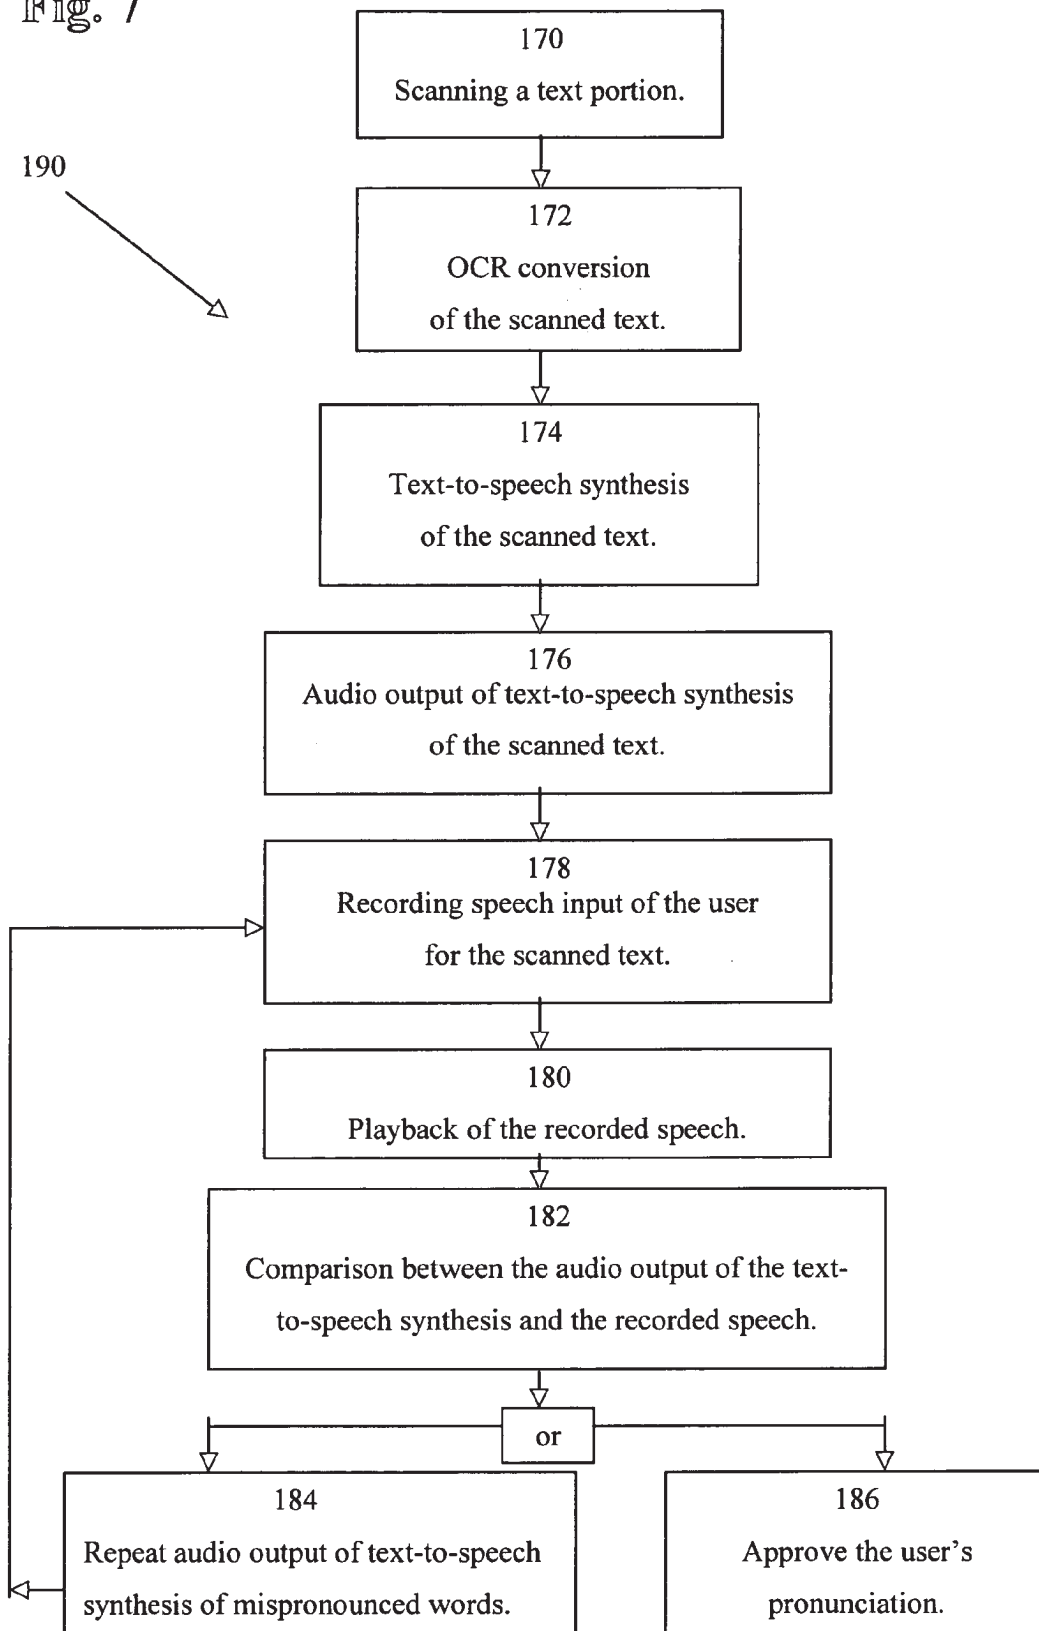 Fig. 7
170
Scanning a text portion.
190
172
OCR conversion
of the scanned text.
174
Text-to-speech synthesis
of the scanned text.
176
Audio output of text-to-speech synthesis
of the scanned text.
178
Recording speech input of the user
for the scanned text.
180
Playback of the recorded speech.
182
Comparison between the audio output of the text-
to-speech synthesis and the recorded speech.
or
184
Repeat audio output of text-to-speech
synthesis of mispronounced words.
186
Approve the user's
pronunciation.